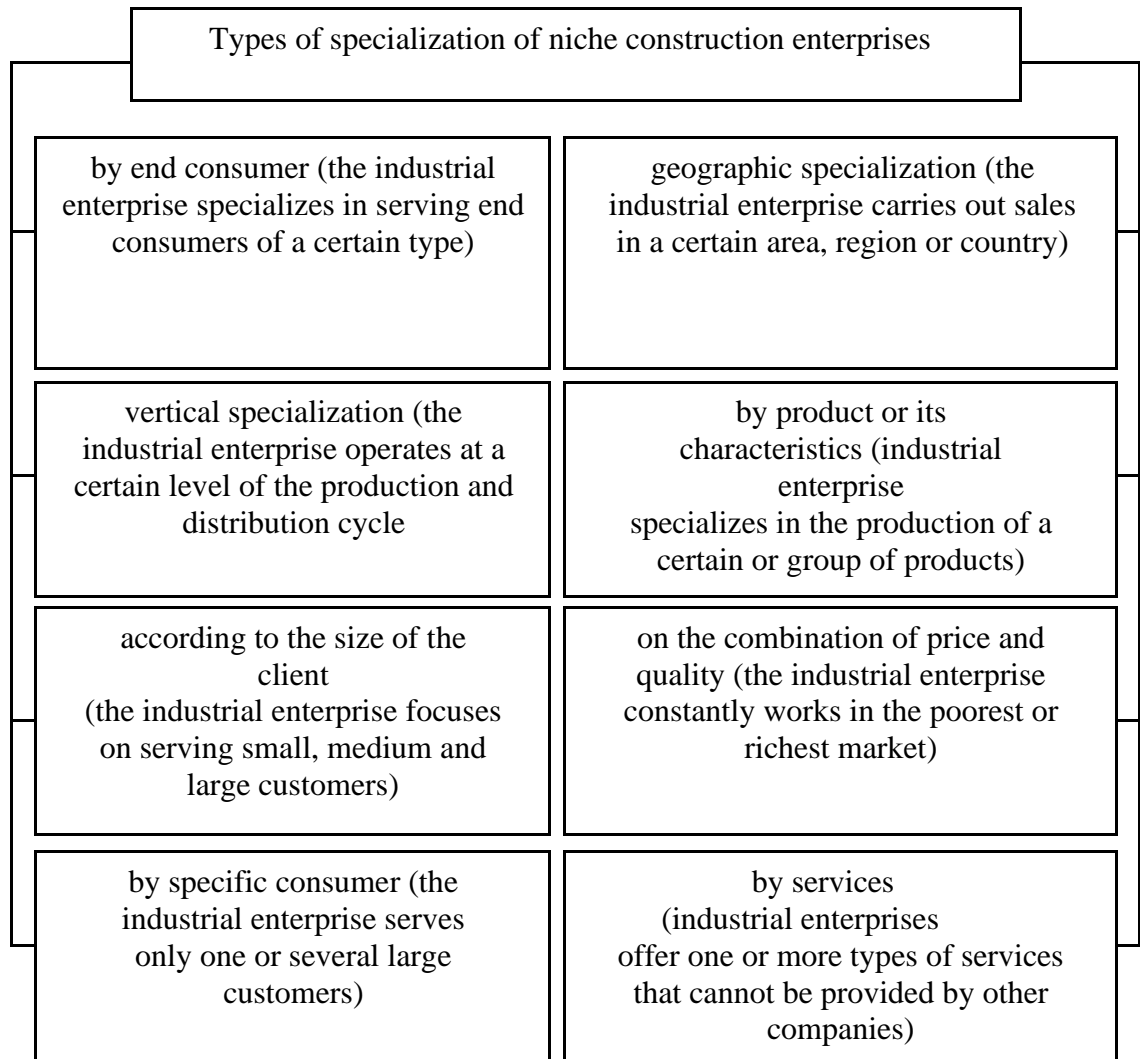 Types of specialization of niche construction enterprises
by end consumer (the industrial
enterprise specializes in serving end
consumers of a certain type)
geographic specialization (the
industrial enterprise carries out sales
in a certain area, region or country)
vertical specialization (the
industrial enterprise operates at a
certain level of the production and
distribution cycle
by product or its
characteristics (industrial
enterprise
specializes in the production of a
certain or group of products)
according to the size of the
client
(the industrial enterprise focuses
on serving small, medium and
large customers)
on the combination of price and
quality (the industrial enterprise
constantly works in the poorest or
richest market)
by specific consumer (the
industrial enterprise serves
only one or several large
customers)
by services
(industrial enterprises
offer one or more types of services
that cannot be provided by other
companies)